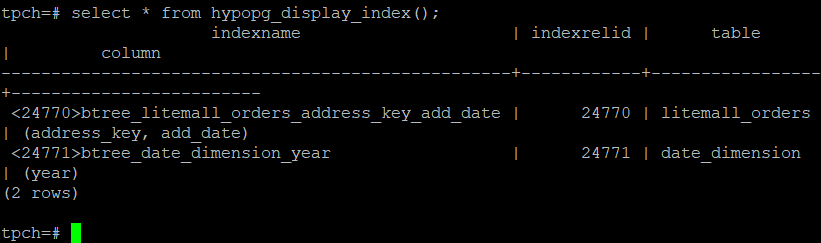 tpch=# select * from hypopg_display_index();
                     indexname                     | indexrelid |      table      
|          column          
---------------------------------------------------+------------+-----------------
+-------------------------
 <24770>btree_litemall_orders_address_key_add_date |      24770 | litemall_orders 
| (address_key, add_date)
 <24771>btree_date_dimension_year                  |      24771 | date_dimension  
| (year)
(2 rows)

tpch=#